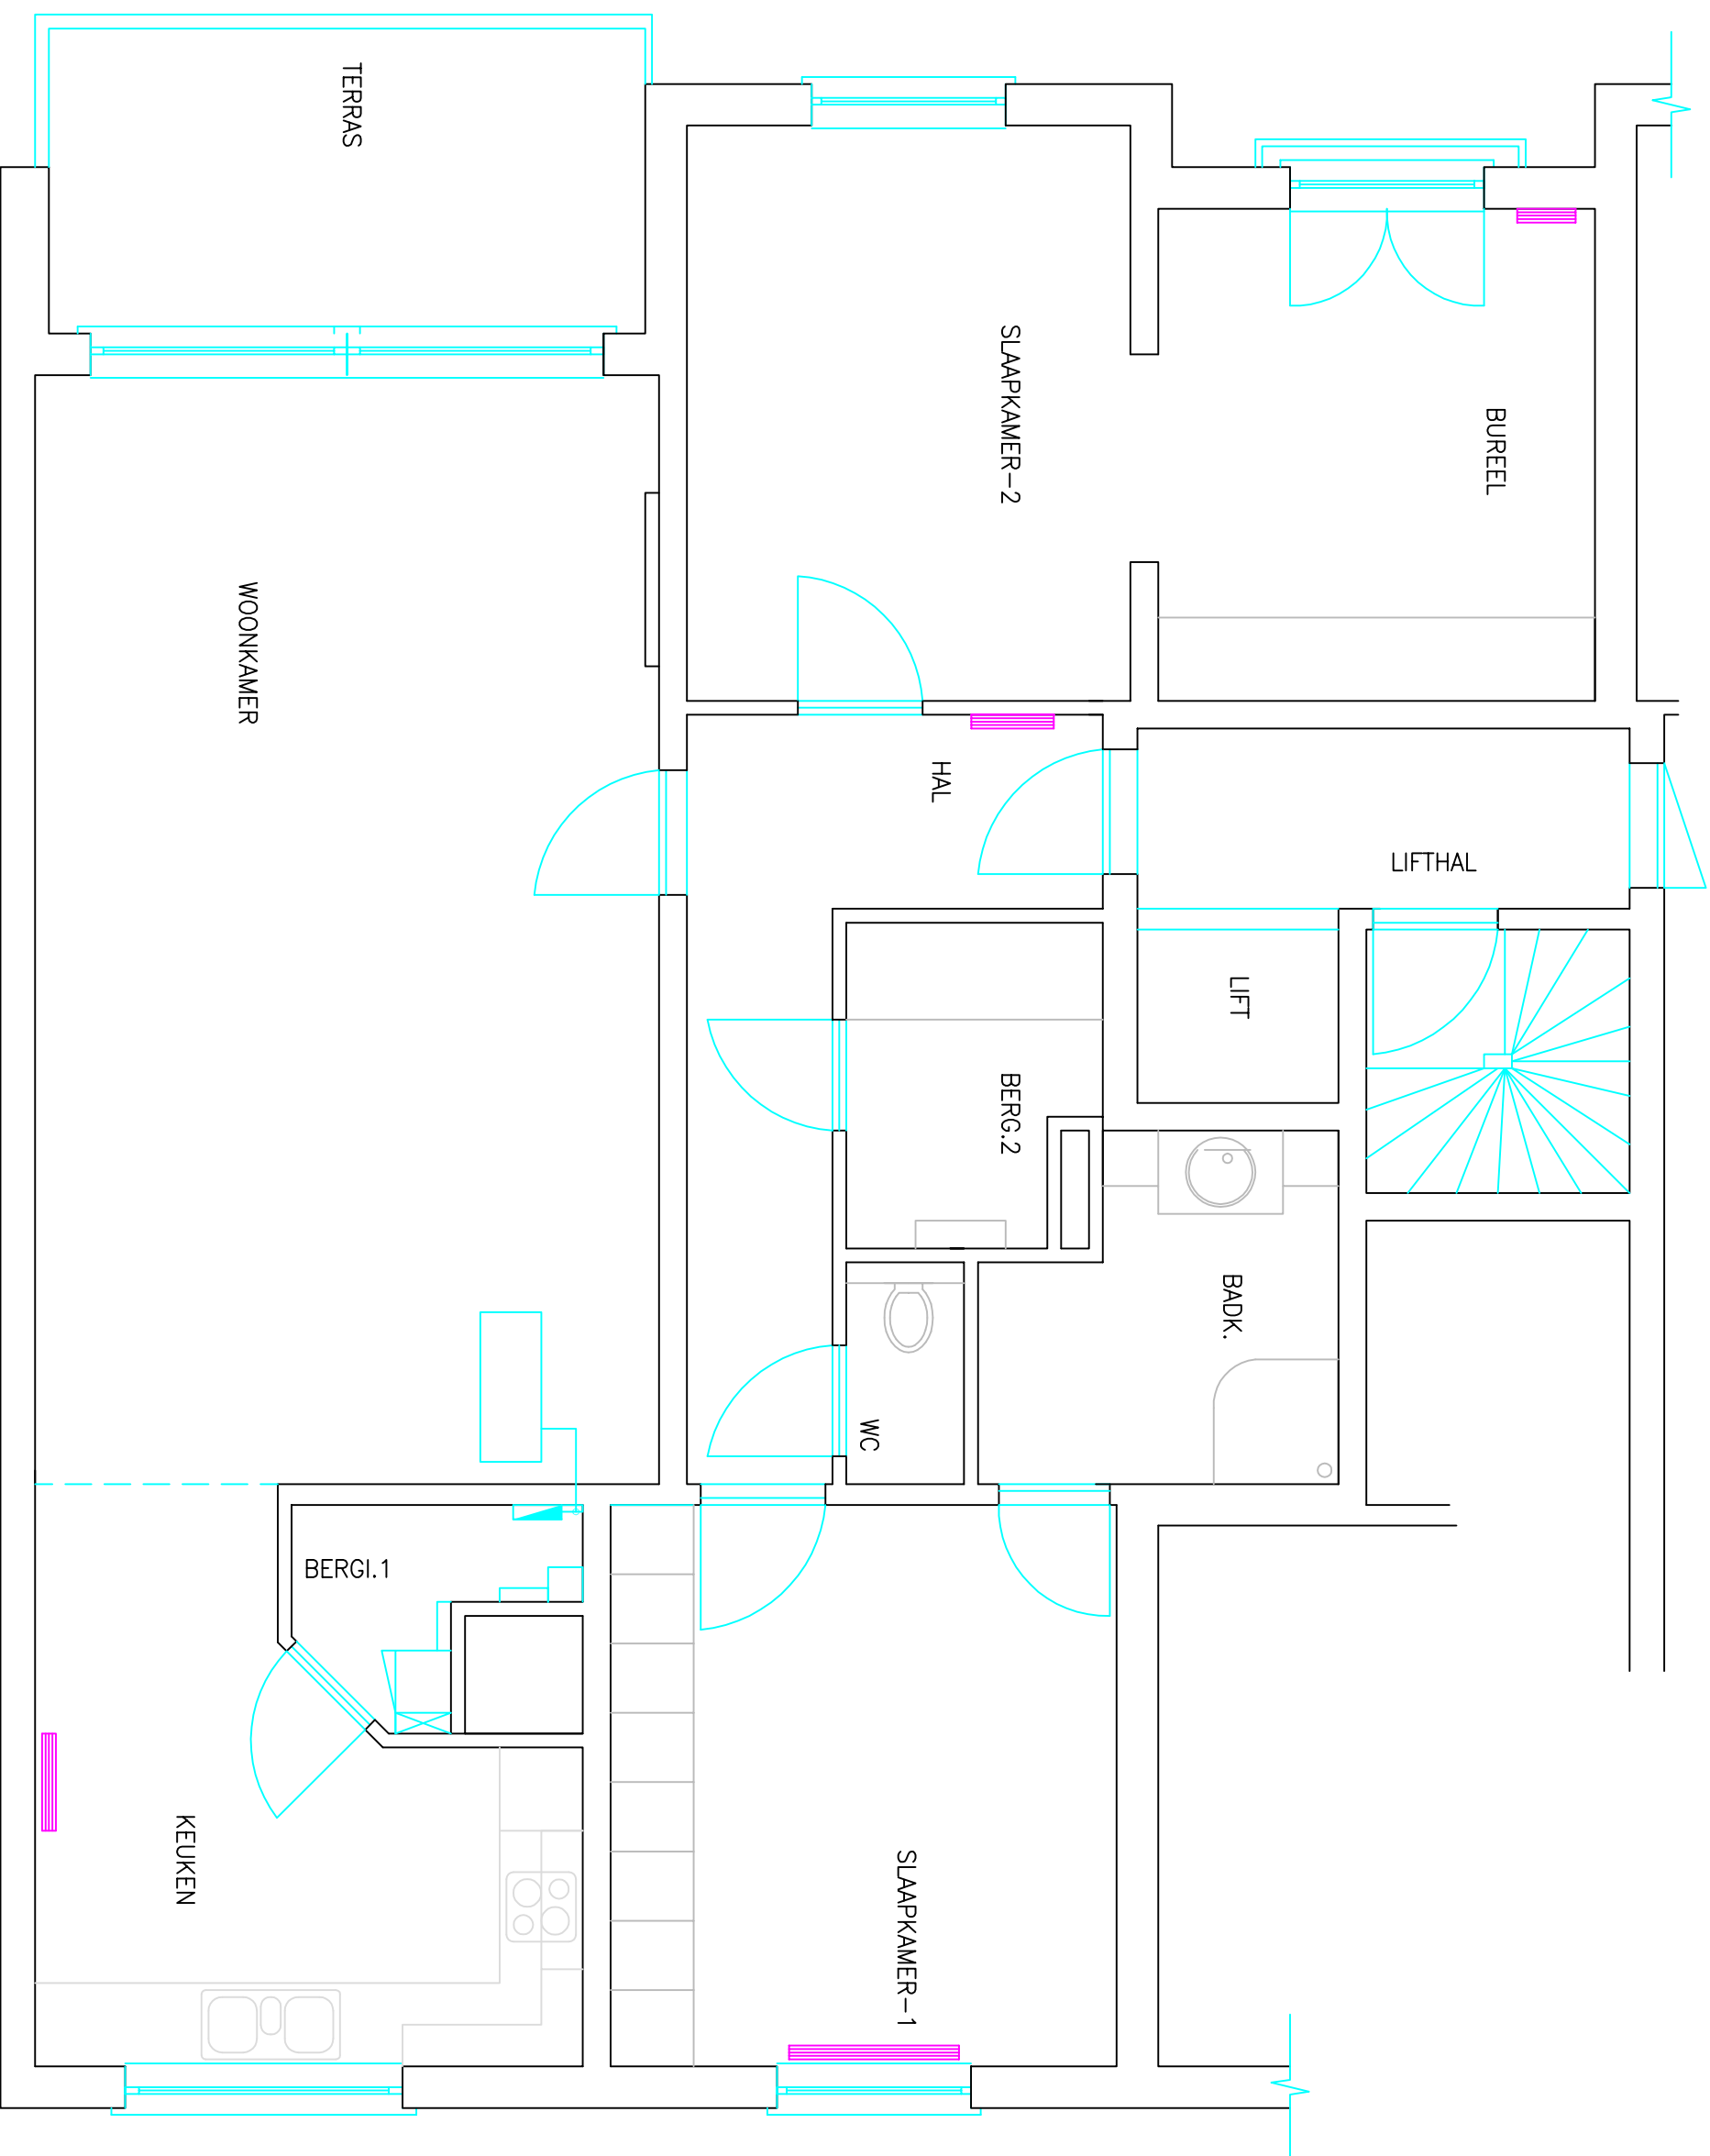 TERRAS
SLAAPKAMER-2
BUREEL
WOONKAMER
HAL
LIFTHAL
LIFT
BERG.2
BADK.
WC
BERGI.1
KEUKEN
SLAAPKAMER-1